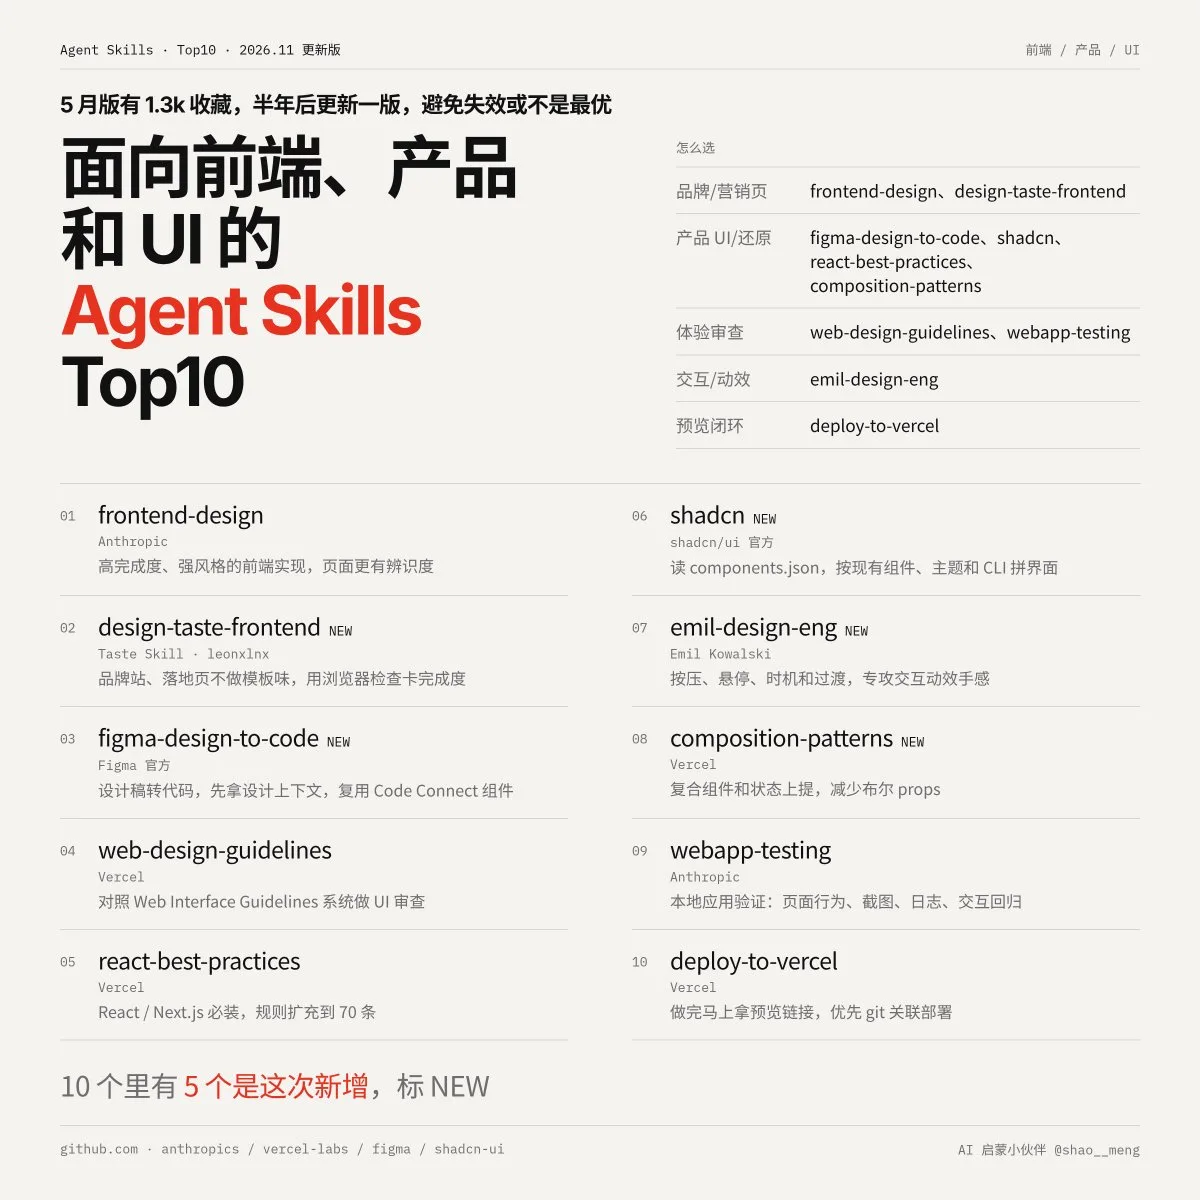 Agent Skills · Top10 · 2026.11 更新版
前端 / 产品 / UI
5 月版有 1.3k 收藏，半年后更新一版，避免失效或不是最优
面向前端、产品
和 UI 的
Agent Skills
Top10
怎么选
品牌/营销页 frontend-design、design-taste-frontend
产品 UI/还原 figma-design-to-code、shadcn、
react-best-practices、
composition-patterns
体验审查 web-design-guidelines、webapp-testing
交互/动效 emil-design-eng
预览闭环 deploy-to-vercel
01 frontend-design
Anthropic
高完成度、强风格的前端实现，页面更有辨识度
02 design-taste-frontend NEW
Taste Skill · leonxlnx
品牌站、落地页不做模板味，用浏览器检查卡完成度
03 figma-design-to-code NEW
Figma 官方
设计稿转代码，先拿设计上下文，复用 Code Connect 组件
04 web-design-guidelines
Vercel
对照 Web Interface Guidelines 系统做 UI 审查
05 react-best-practices
Vercel
React / Next.js 必装，规则扩充到 70 条
06 shadcn NEW
shadcn/ui 官方
读 components.json，按现有组件、主题和 CLI 拼界面
07 emil-design-eng NEW
Emil Kowalski
按压、悬停、时机和过渡，专攻交互动效手感
08 composition-patterns NEW
Vercel
复合组件和状态上提，减少布尔 props
09 webapp-testing
Anthropic
本地应用验证：页面行为、截图、日志、交互回归
10 deploy-to-vercel
Vercel
做完马上拿预览链接，优先 git 关联部署
10 个里有 5 个是这次新增，标 NEW
github.com · anthropics / vercel-labs / figma / shadcn-ui
AI 启蒙小伙伴 @shao__meng